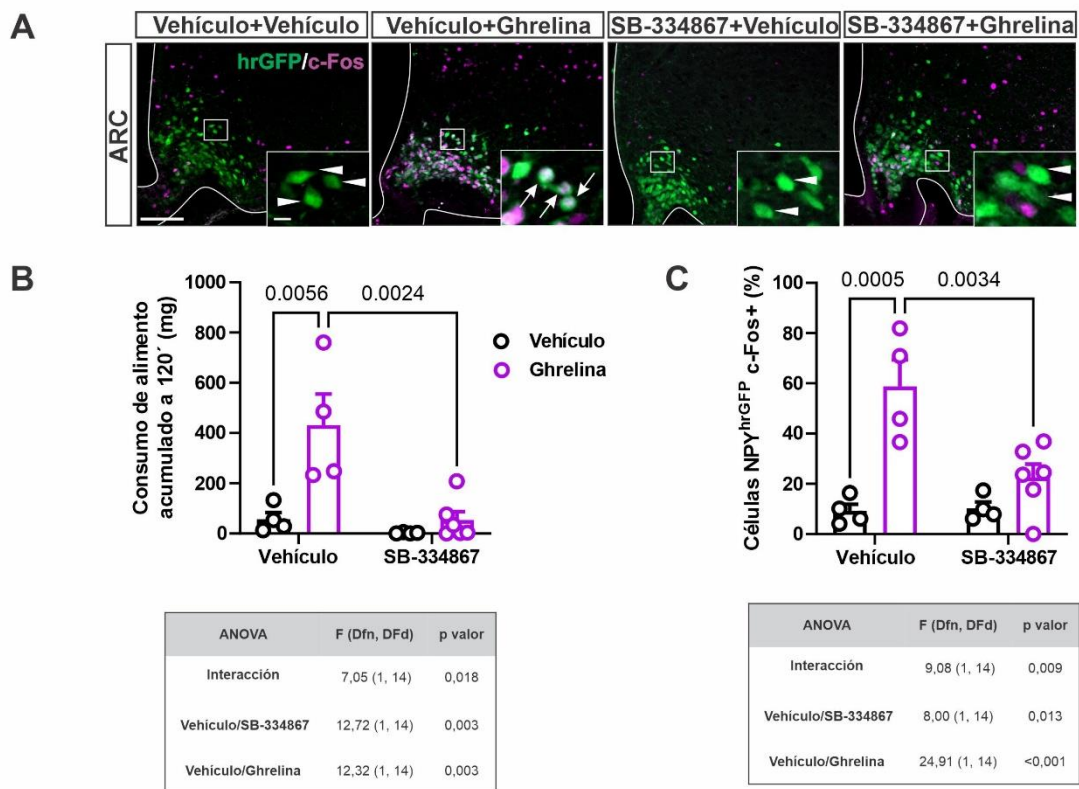 A
Vehículo+Vehículo
Vehículo+Ghrelina
SB-334867+Vehículo
SB-334867+Ghrelina
hrGFP/c-Fos
ARC
B
Consumo de alimento
acumulado a 120´ (mg)
1000
800
600
400
200
0
0.0056
0.0024
Vehículo
SB-334867
Vehículo
Ghrelina
C
Células NPY^hrGFP c-Fos+ (%)
100
80
60
40
20
0
0.0005
0.0034
Vehículo
SB-334867
ANOVA F (Dfn, DFd) p valor
Interacción 7,05 (1, 14) 0,018
Vehículo/SB-334867 12,72 (1, 14) 0,003
Vehículo/Ghrelina 12,32 (1, 14) 0,003
ANOVA F (Dfn, DFd) p valor
Interacción 9,08 (1, 14) 0,009
Vehículo/SB-334867 8,00 (1, 14) 0,013
Vehículo/Ghrelina 24,91 (1, 14) <0,001